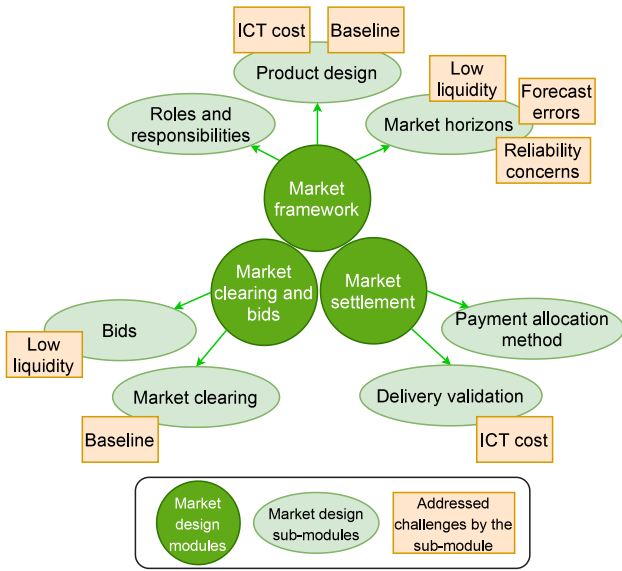 ICT cost
Baseline
Product design
Low
liquidity
Forecast
errors
Roles and
responsibilities
Market horizons
Reliability
concerns
Market
framework
Market
clearing and
bids
Market
settlement
Bids
Low
liquidity
Payment allocation
method
Market clearing
Baseline
Delivery validation
ICT cost
Market
design
modules
Market design
sub-modules
Addressed
challenges by the
sub-module